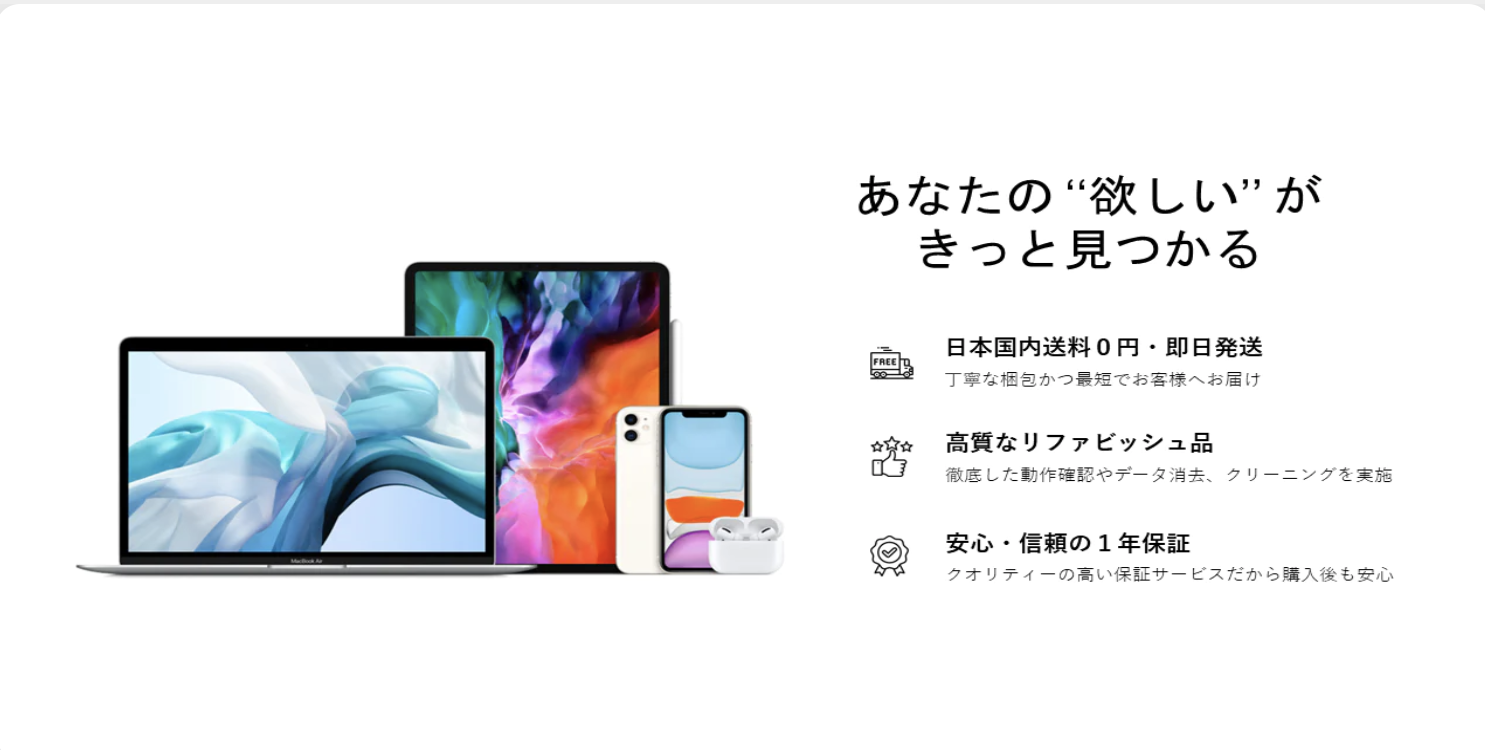 あなたの“欲しい”が
きっと見つかる
FREE
日本国内送料0円・即日発送
丁寧な梱包かつ最短でお客様へお届け
高質なリファビッシュ品
徹底した動作確認やデータ消去、クリーニングを実施
安心・信頼の1年保証
クオリティーの高い保証サービスだから購入後も安心
MacBook Air